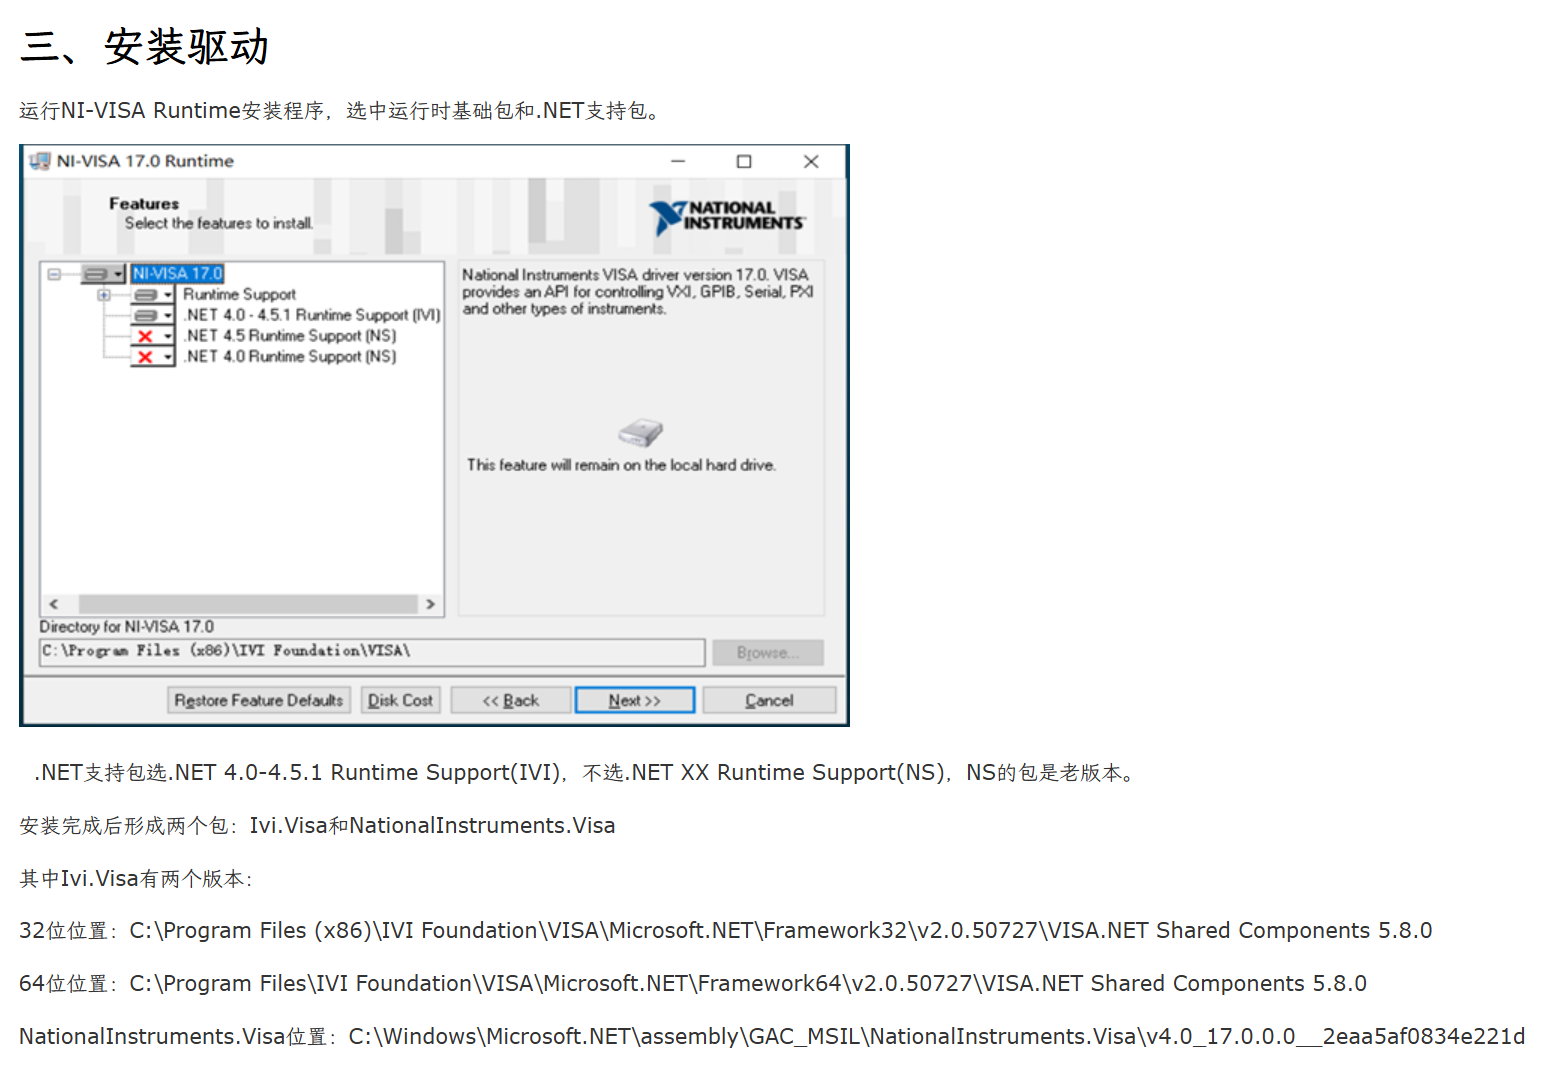 三、安装驱动
运行NI-VISA Runtime安装程序，选中运行时基础包和.NET支持包。
NI-VISA 17.0 Runtime
Features
Select the features to install.
NATIONAL
INSTRUMENTS
NI-VISA 17.0
Runtime Support
.NET 4.0 - 4.5.1 Runtime Support (IVI)
.NET 4.5 Runtime Support (NS)
.NET 4.0 Runtime Support (NS)
National Instruments VISA driver version 17.0. VISA
provides an API for controlling VXI, GPIB, Serial, PXI
and other types of instruments.
This feature will remain on the local hard drive.
Directory for NI-VISA 17.0
C:\Program Files (x86)\IVI Foundation\VISA\
Browse...
Restore Feature Defaults
Disk Cost
<< Back
Next >>
Cancel
.NET支持包选.NET 4.0-4.5.1 Runtime Support(IVI)，不选.NET XX Runtime Support(NS)，NS的包是老版本。
安装完成后形成两个包：Ivi.Visa和NationalInstruments.Visa
其中Ivi.Visa有两个版本：
32位位置：C:\Program Files (x86)\IVI Foundation\VISA\Microsoft.NET\Framework32\v2.0.50727\VISA.NET Shared Components 5.8.0
64位位置：C:\Program Files\IVI Foundation\VISA\Microsoft.NET\Framework64\v2.0.50727\VISA.NET Shared Components 5.8.0
NationalInstruments.Visa位置：C:\Windows\Microsoft.NET\assembly\GAC_MSIL\NationalInstruments.Visa\v4.0_17.0.0.0__2eaa5af0834e221d